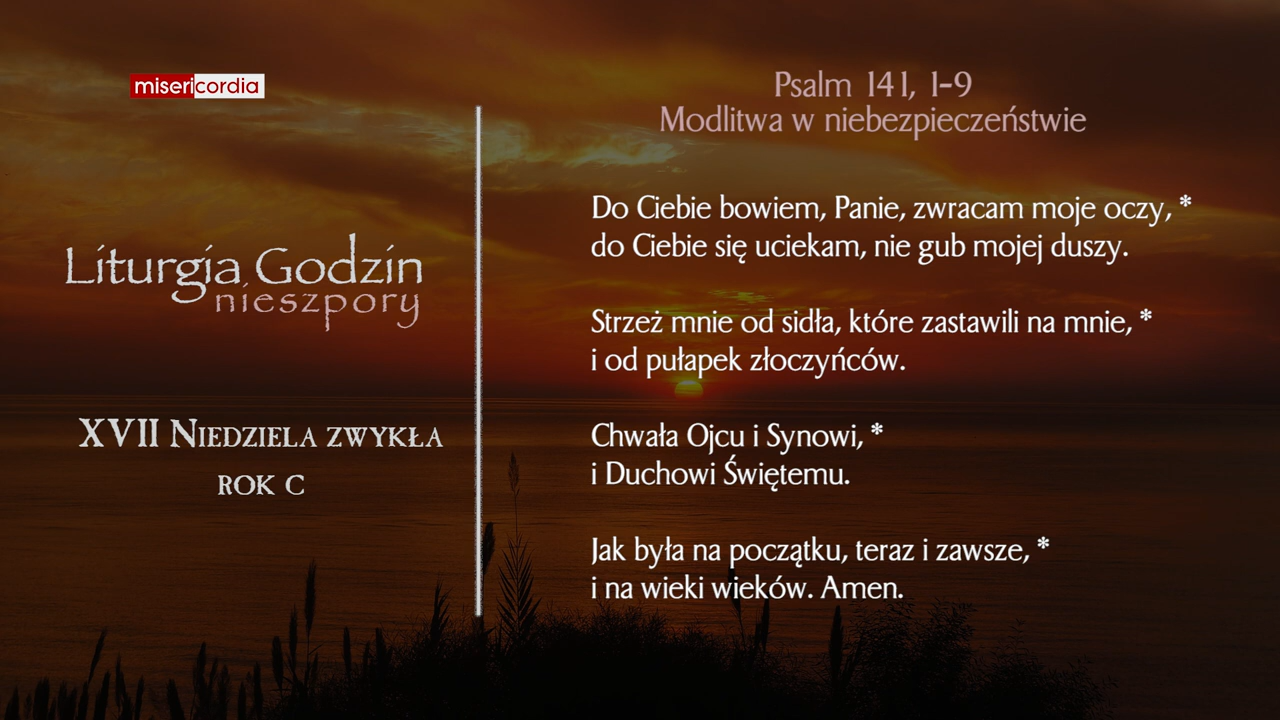 misericordia
Liturgia Godzin
nieszpory
XVII Niedziela zwykła
rok C
Psalm 141, 1-9
Modlitwa w niebezpieczeństwie
Do Ciebie bowiem, Panie, zwracam moje oczy, *
do Ciebie się uciekam, nie gub mojej duszy.
Strzeż mnie od sidła, które zastawili na mnie, *
i od pułapek złoczyńców.
Chwała Ojcu i Synowi, *
i Duchowi Świętemu.
Jak była na początku, teraz i zawsze, *
i na wieki wieków. Amen.